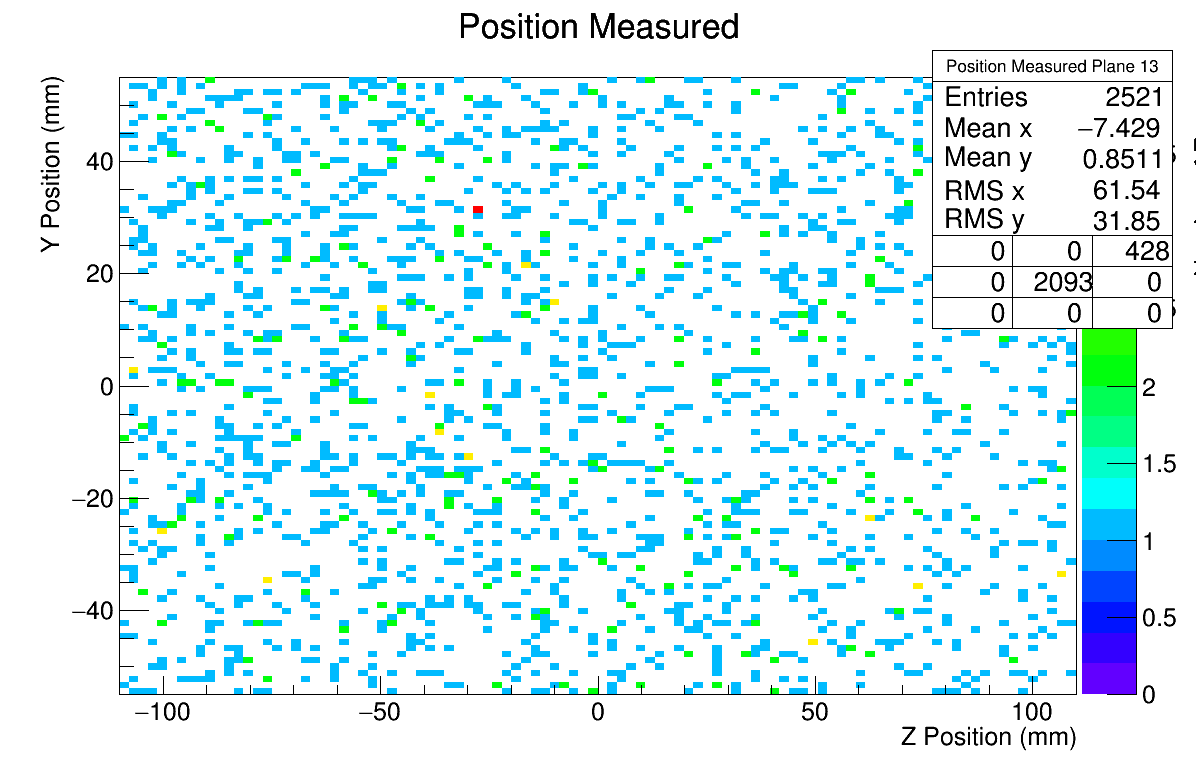 Position Measured
Y Position (mm)
Position Measured Plane 13
Entries 2521
Mean x −7.429
Mean y 0.8511
RMS x 61.54
RMS y 31.85
0 0 428
0 2093 0
0 0 0
40
20
0
−20
−40
2
1.5
1
0.5
0
−100 −50 0 50 100
Z Position (mm)